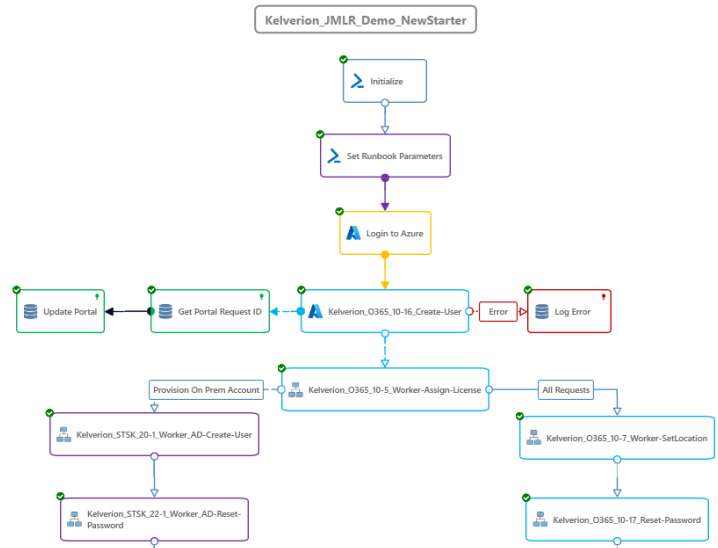 Kelverion_JMLR_Demo_NewStarter
Initialize
Set Runbook Parameters
Login to Azure
Update Portal
Get Portal Request ID
Kelverion_O365_10-16_Create-User
Error
Log Error
Provision On Prem Account
Kelverion_O365_10-5_Worker-Assign-License
All Requests
Kelverion_STSK_20-1_Worker_AD-Create-User
Kelverion_O365_10-7_Worker-SetLocation
Kelverion_STSK_22-1_Worker_AD-Reset-
Password
Kelverion_O365_10-17_Reset-Password